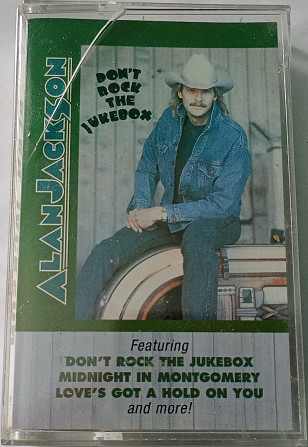 ALAN JACKSON
DON'T
ROCK
THE
JUKEBOX
Featuring
DON'T ROCK THE JUKEBOX
MIDNIGHT IN MONTGOMERY
LOVE'S GOT A HOLD ON YOU
and more!